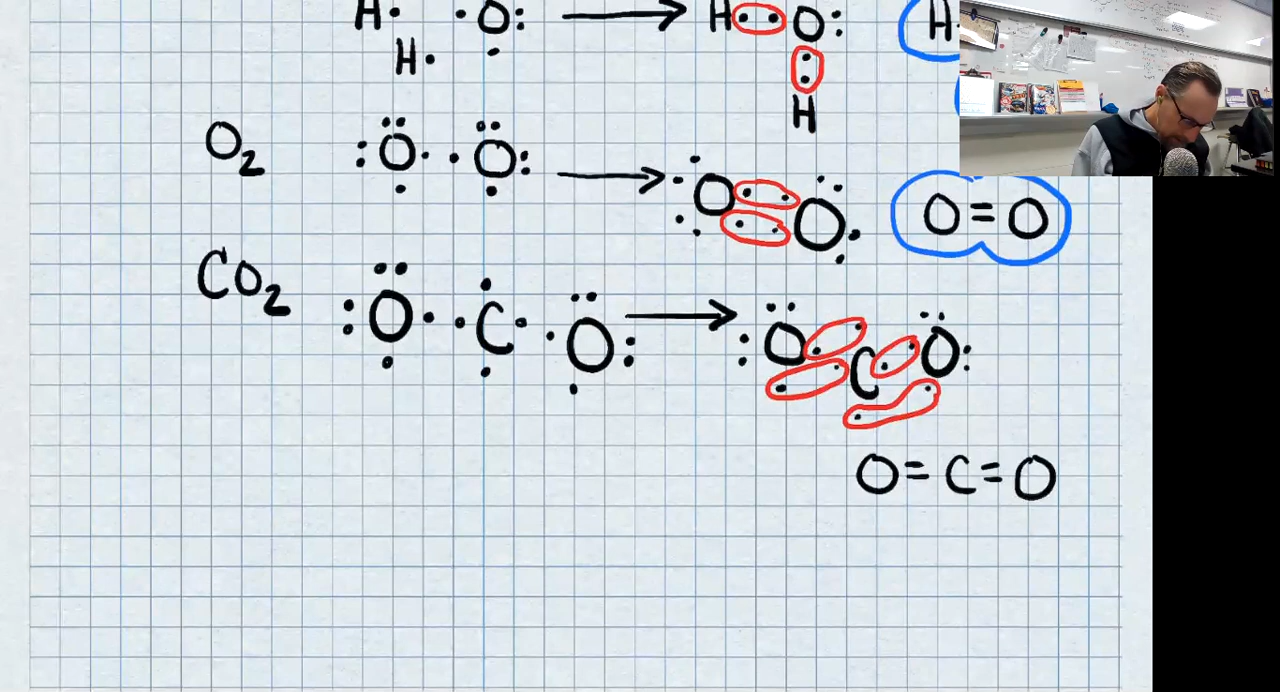 H· ·O: → H··O: H
H·
H
O₂ :O· ·O: → O O O=O
CO₂ :O· ·C· ·O: → :O C O:
O=C=O